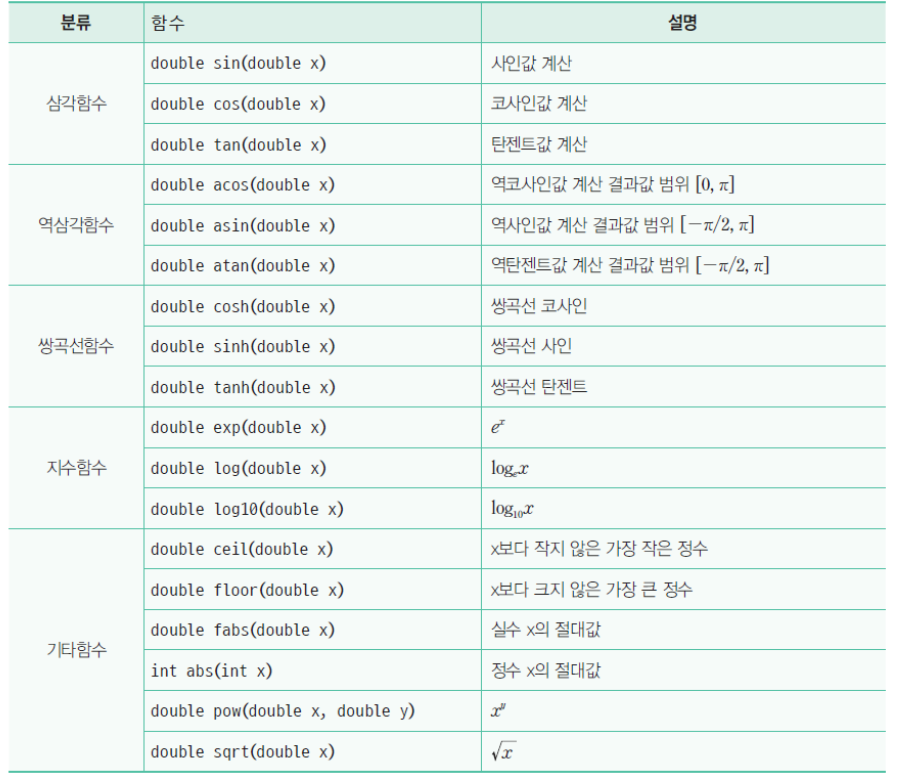 분류 함수 설명
삼각함수 double sin(double x) 사인값 계산
double cos(double x) 코사인값 계산
double tan(double x) 탄젠트값 계산
역삼각함수 double acos(double x) 역코사인값 계산 결과값 범위 [0, π]
double asin(double x) 역사인값 계산 결과값 범위 [−π/2, π]
double atan(double x) 역탄젠트값 계산 결과값 범위 [−π/2, π]
쌍곡선함수 double cosh(double x) 쌍곡선 코사인
double sinh(double x) 쌍곡선 사인
double tanh(double x) 쌍곡선 탄젠트
지수함수 double exp(double x) eˣ
double log(double x) logₑx
double log10(double x) log₁₀x
기타함수 double ceil(double x) x보다 작지 않은 가장 작은 정수
double floor(double x) x보다 크지 않은 가장 큰 정수
double fabs(double x) 실수 x의 절대값
int abs(int x) 정수 x의 절대값
double pow(double x, double y) xʸ
double sqrt(double x) √x